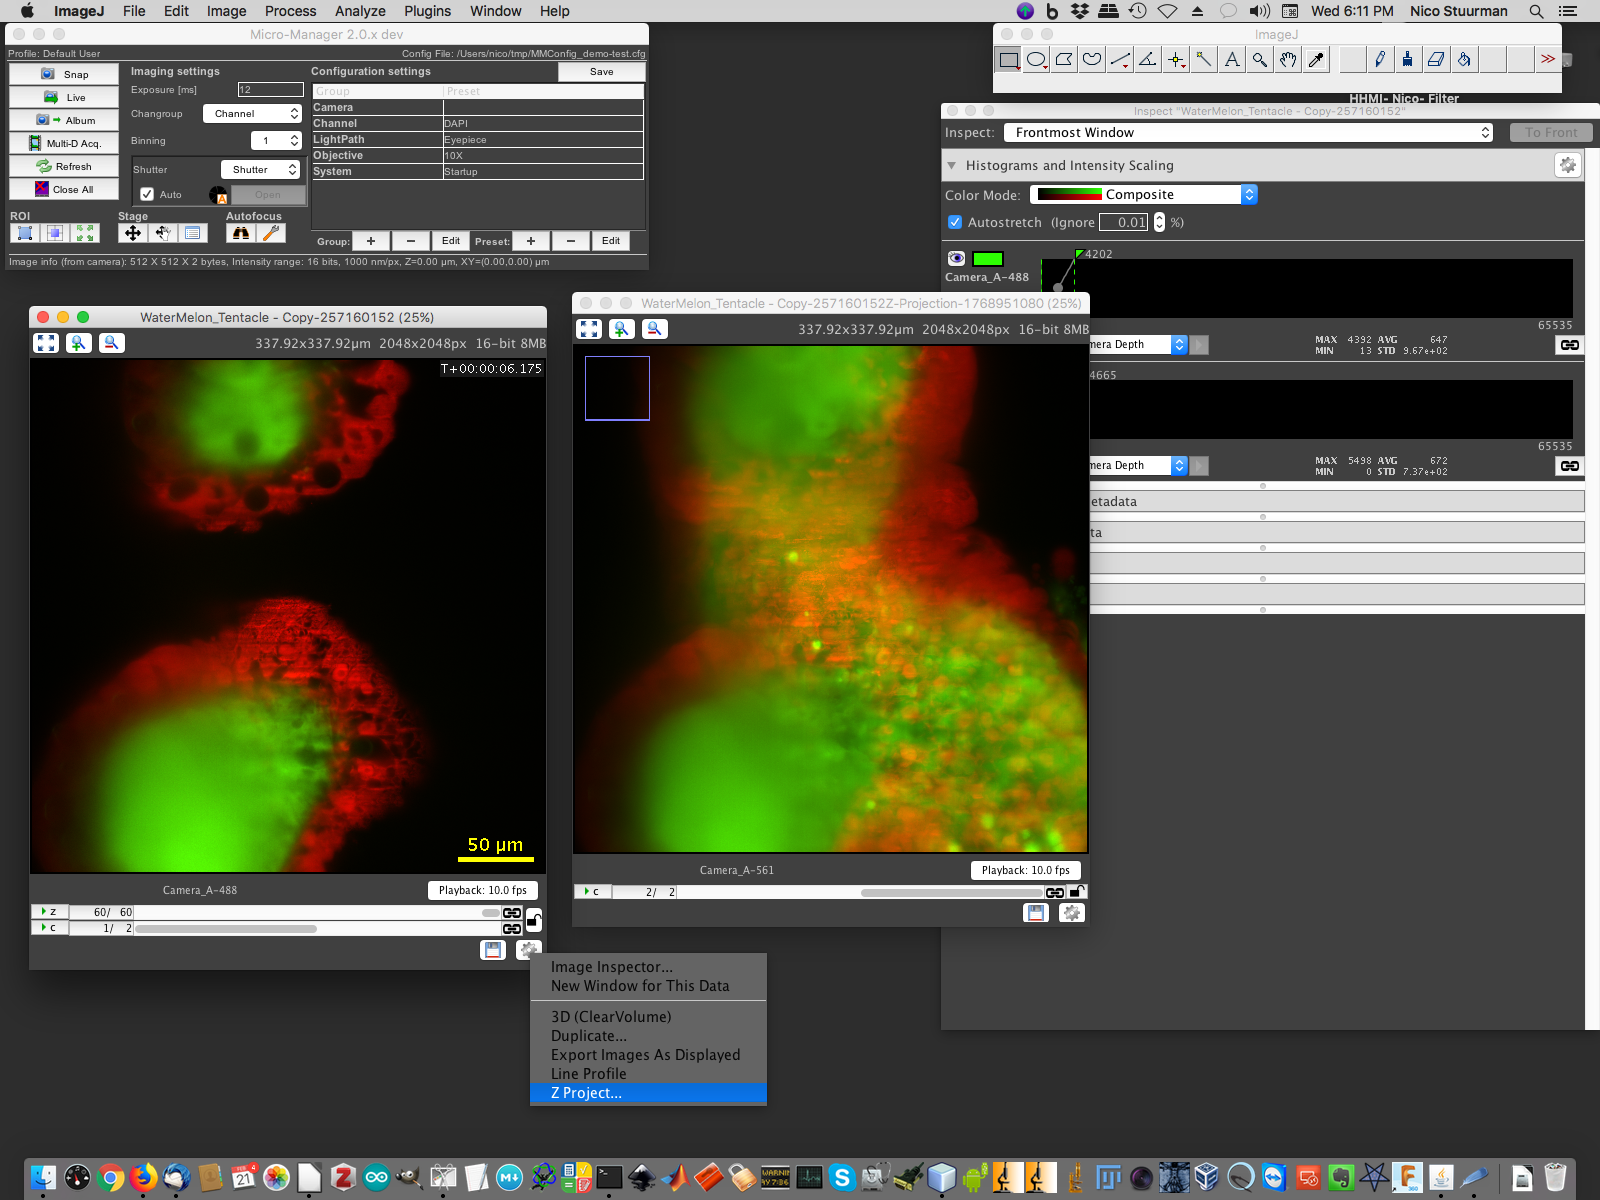 ImageJ File Edit Image Process Analyze Plugins Window Help Wed 6:11 PM Nico Stuurman
Micro-Manager 2.0.x dev
Profile: Default User Config File: /Users/nico/tmp/MMConfig_demo-test.cfg
Snap
Live
Album
Multi-D Acq.
Refresh
Close All
Imaging settings
Exposure [ms] 12
Changroup Channel
Binning 1
Shutter Shutter
Auto Open
Configuration settings Save
Group Preset
Camera
Channel DAPI
LightPath Eyepiece
Objective 10X
System Startup
ROI Stage Autofocus
Group: + - Edit Preset: + - Edit
Image info (from camera): 512 X 512 X 2 bytes, Intensity range: 16 bits, 1000 nm/px, Z=0.00 µm, XY=(0.00,0.00) µm
ImageJ
HHMI- Nico- Filter
Inspect "WaterMelon_Tentacle - Copy-257160152"
Inspect: Frontmost Window To Front
Histograms and Intensity Scaling
Color Mode: Composite
Autostretch (Ignore 0.01 %)
Camera_A-488
4202
65535
mera Depth
MAX 4392 AVG 647
MIN 13 STD 9.67e+02
4665
65535
mera Depth
MAX 5498 AVG 672
MIN 0 STD 7.37e+02
etadata
ta
WaterMelon_Tentacle - Copy-257160152 (25%)
337.92x337.92µm 2048x2048px 16-bit 8MB
T+00:00:06.175
50 µm
Camera_A-488 Playback: 10.0 fps
z 60/ 60
c 1/ 2
WaterMelon_Tentacle - Copy-257160152Z-Projection-1768951080 (25%)
337.92x337.92µm 2048x2048px 16-bit 8MB
Camera_A-561 Playback: 10.0 fps
c 2/ 2
Image Inspector...
New Window for This Data
3D (ClearVolume)
Duplicate...
Export Images As Displayed
Line Profile
Z Project...